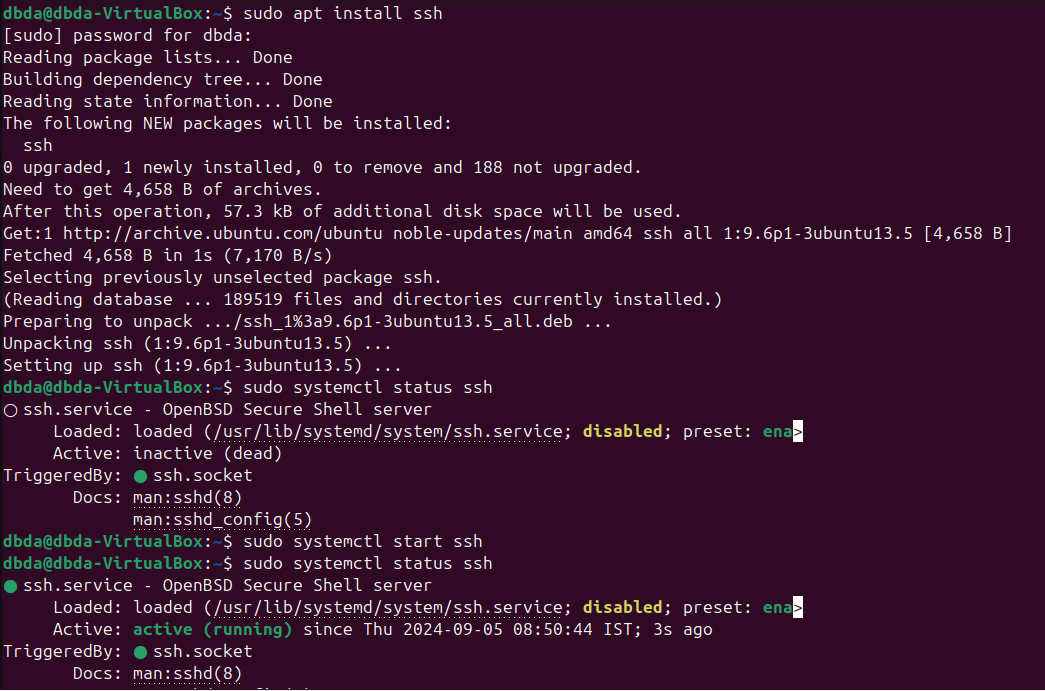 dbda@dbda-VirtualBox:~$ sudo apt install ssh
[sudo] password for dbda:
Reading package lists... Done
Building dependency tree... Done
Reading state information... Done
The following NEW packages will be installed:
  ssh
0 upgraded, 1 newly installed, 0 to remove and 188 not upgraded.
Need to get 4,658 B of archives.
After this operation, 57.3 kB of additional disk space will be used.
Get:1 http://archive.ubuntu.com/ubuntu noble-updates/main amd64 ssh all 1:9.6p1-3ubuntu13.5 [4,658 B]
Fetched 4,658 B in 1s (7,170 B/s)
Selecting previously unselected package ssh.
(Reading database ... 189519 files and directories currently installed.)
Preparing to unpack .../ssh_1%3a9.6p1-3ubuntu13.5_all.deb ...
Unpacking ssh (1:9.6p1-3ubuntu13.5) ...
Setting up ssh (1:9.6p1-3ubuntu13.5) ...
dbda@dbda-VirtualBox:~$ sudo systemctl status ssh
○ ssh.service - OpenBSD Secure Shell server
     Loaded: loaded (/usr/lib/systemd/system/ssh.service; disabled; preset: ena>
     Active: inactive (dead)
TriggeredBy: ● ssh.socket
       Docs: man:sshd(8)
             man:sshd_config(5)
dbda@dbda-VirtualBox:~$ sudo systemctl start ssh
dbda@dbda-VirtualBox:~$ sudo systemctl status ssh
● ssh.service - OpenBSD Secure Shell server
     Loaded: loaded (/usr/lib/systemd/system/ssh.service; disabled; preset: ena>
     Active: active (running) since Thu 2024-09-05 08:50:44 IST; 3s ago
TriggeredBy: ● ssh.socket
       Docs: man:sshd(8)